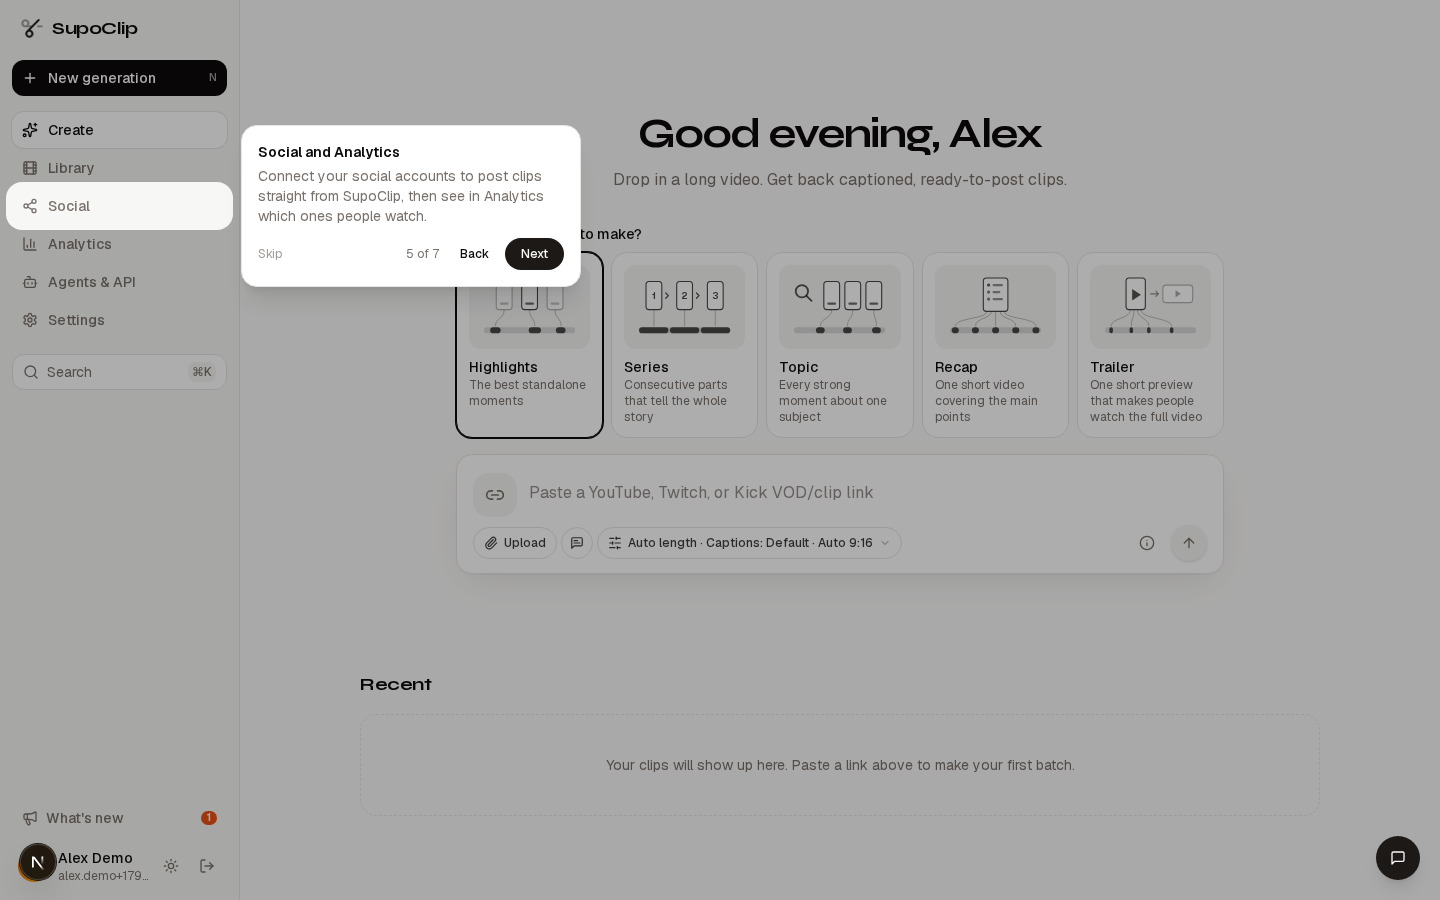 SupoClip
New generation
N
Create
Library
Social
Analytics
Agents & API
Settings
Search
⌘K
Social and Analytics
Connect your social accounts to post clips
straight from SupoClip, then see in Analytics
which ones people watch.
Skip
5 of 7
Back
Next
Good evening, Alex
Drop in a long video. Get back captioned, ready-to-post clips.
to make?
Highlights
The best standalone
moments
1
2
3
Series
Consecutive parts
that tell the whole
story
Topic
Every strong
moment about one
subject
Recap
One short video
covering the main
points
Trailer
One short preview
that makes people
watch the full video
Paste a YouTube, Twitch, or Kick VOD/clip link
Upload
Auto length · Captions: Default · Auto 9:16
Recent
Your clips will show up here. Paste a link above to make your first batch.
What's new
1
N
Alex Demo
alex.demo+179...